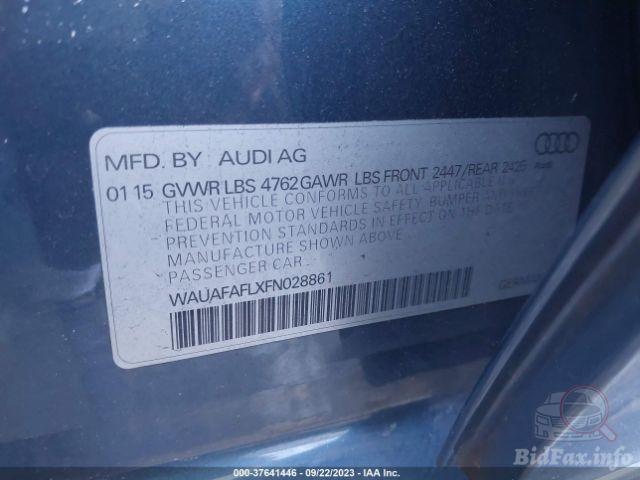 MFD. BY AUDI AG
01 15 GVWR LBS 4762 GAWR LBS FRONT 2447/REAR 2425
THIS VEHICLE CONFORMS TO ALL APPLICABLE
FEDERAL MOTOR VEHICLE SAFETY, BUMPER AND THEFT
PREVENTION STANDARDS IN EFFECT ON THE DATE OF
MANUFACTURE SHOWN ABOVE.
PASSENGER CAR.
WAUAFAFLXFN028861
Audi
000-37641446 - 09/22/2023 - IAA Inc.
BidFax.info